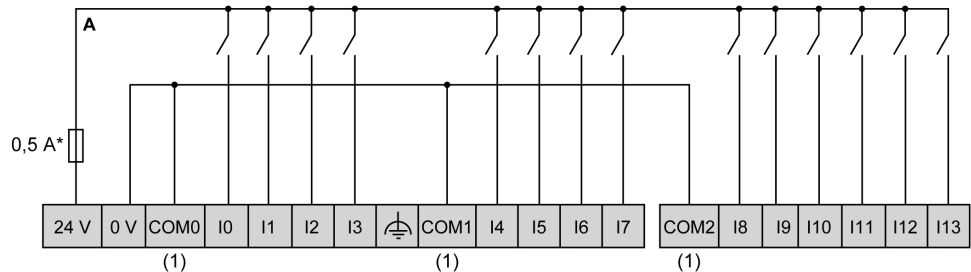 A
0,5 A*
24 V 0 V COM0 I0 I1 I2 I3 COM1 I4 I5 I6 I7 COM2 I8 I9 I10 I11 I12 I13
(1) (1) (1)